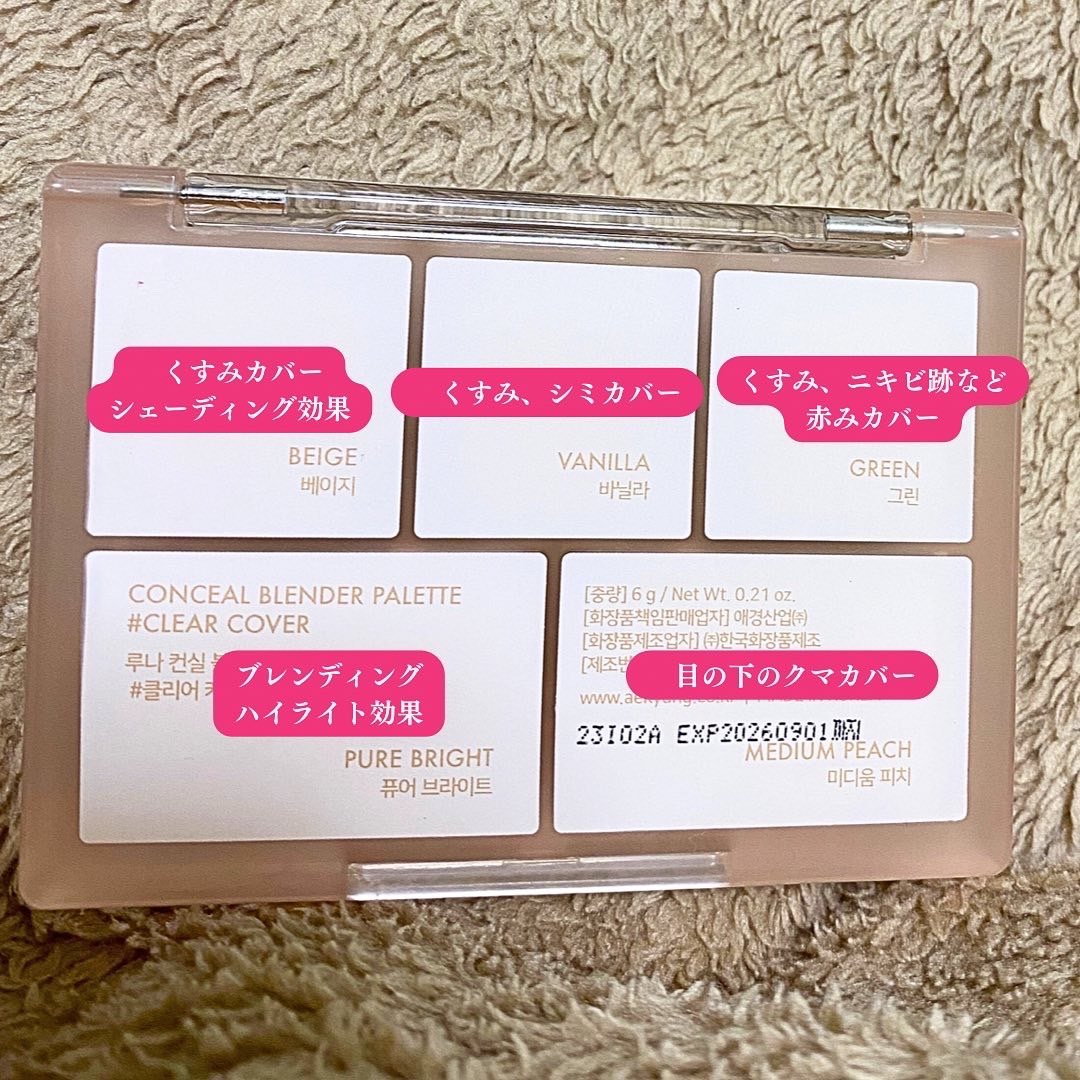 くすみカバー
シェーディング効果
BEIGE
베이지
くすみ、シミカバー
VANILLA
바닐라
くすみ、ニキビ跡など
赤みカバー
GREEN
그린
CONCEAL BLENDER PALETTE
#CLEAR COVER
루나 컨실
#클리어
ブレンディング
ハイライト効果
PURE BRIGHT
퓨어 브라이트
[중량] 6 g / Net Wt. 0.21 oz.
[화장품책임판매업자] 애경산업㈜
[화장품제조업자] ㈜한국화장품제조
目の下のクマカバー
23I02A EXP20260901
MEDIUM PEACH
미디움 피치